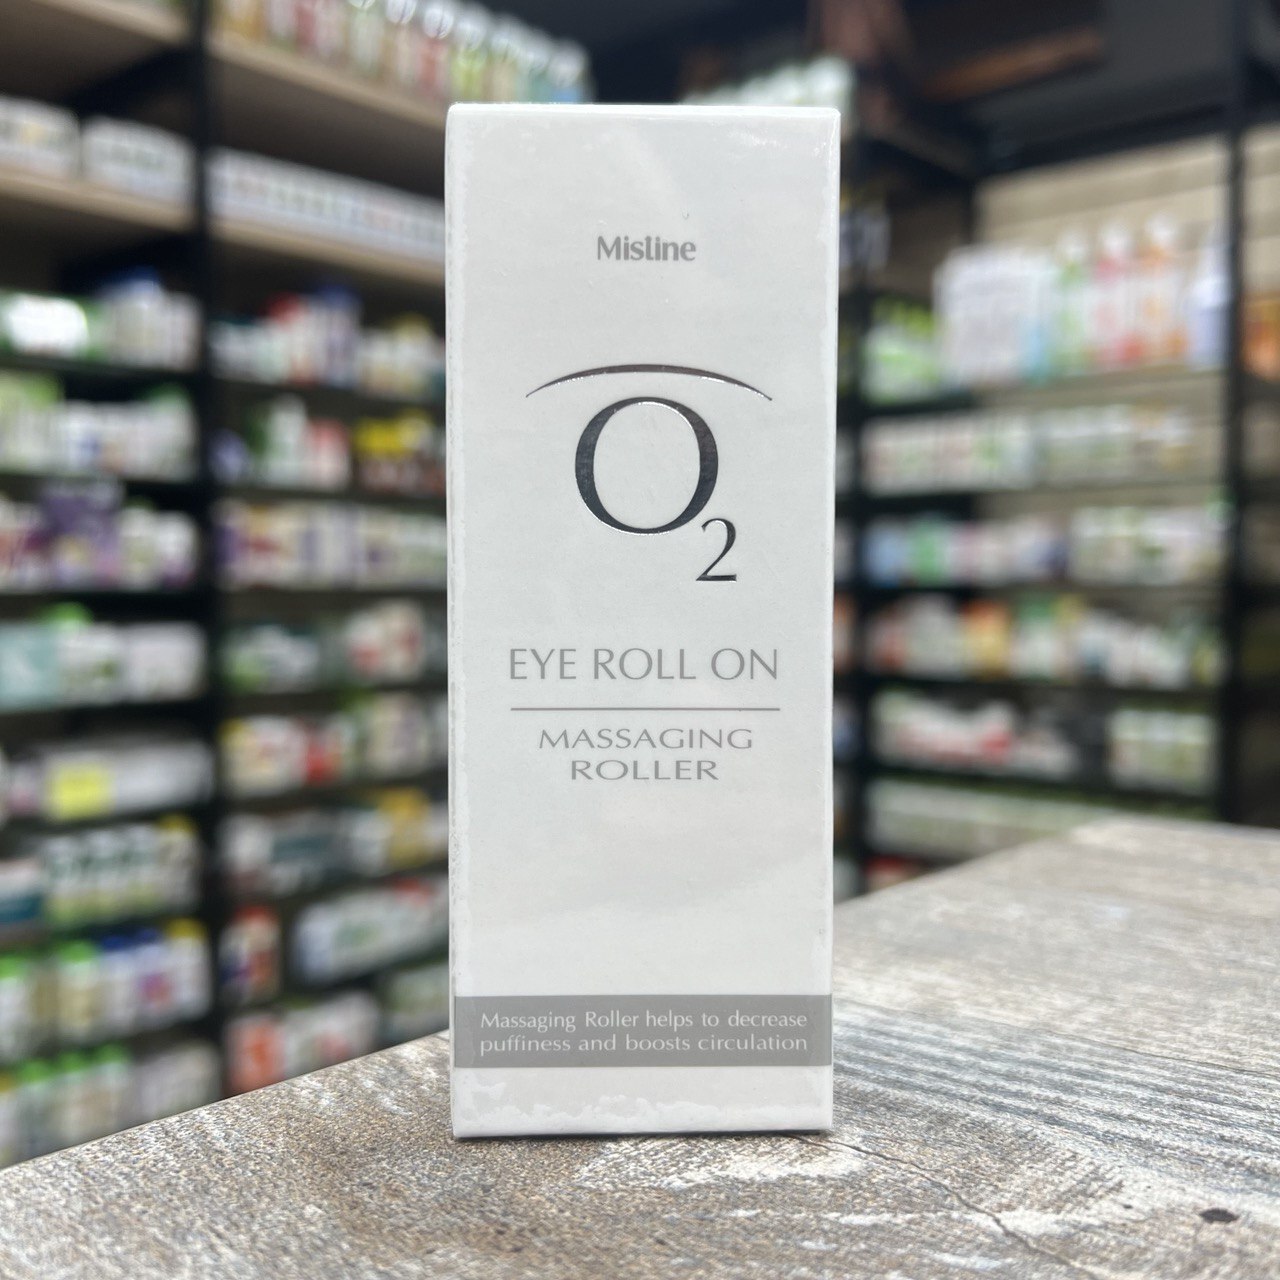 Misline
O2
EYE ROLL ON
MASSAGING
ROLLER
Massaging Roller helps to decrease
puffiness and boosts circulation